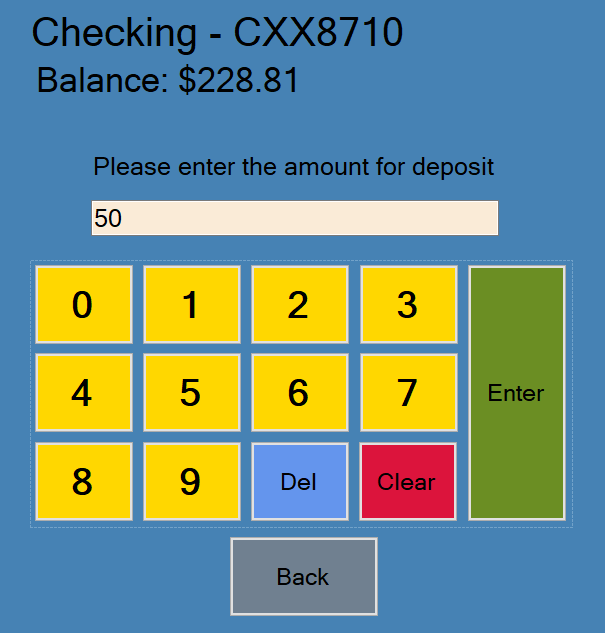 Checking - CXX8710
Balance: $228.81
Please enter the amount for deposit
50
0 1 2 3
4 5 6 7 Enter
8 9 Del Clear
Back